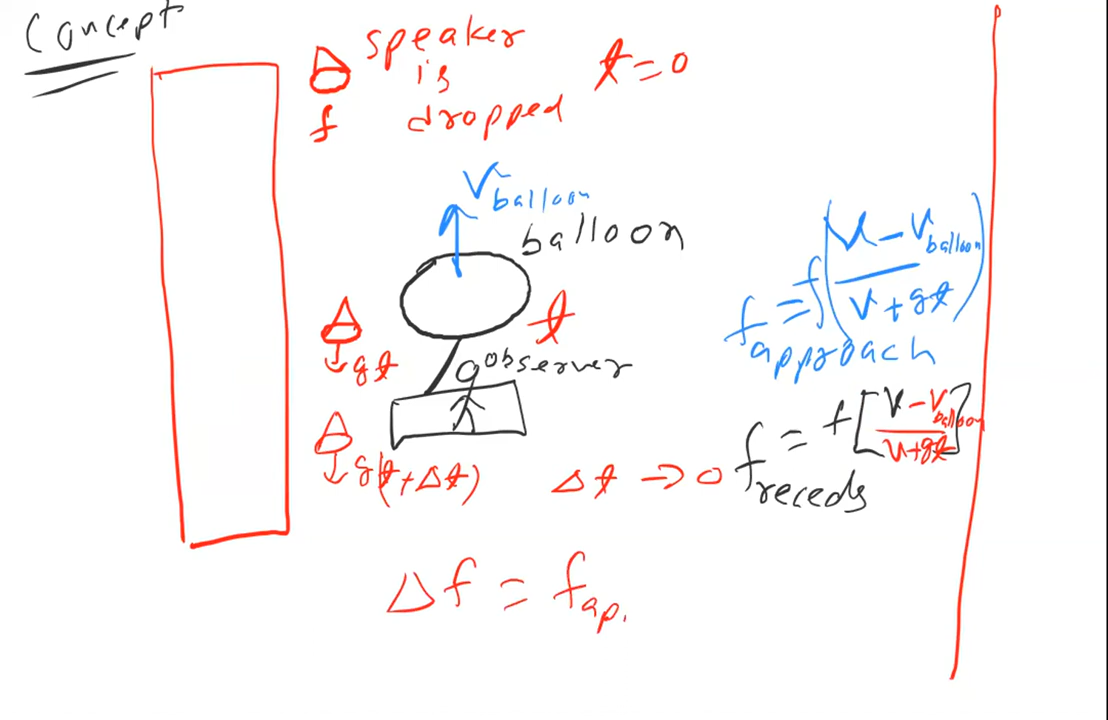 Concept
speaker
is
dropped
t = 0
f
V balloon
balloon
t
observer
gt
g(t + Δt)
Δt → 0
f approach = f ( (V - V balloon) / (V + gt) )
f receds = f [ (V - V balloon) / (V + gt) ]
Δf = f ap.